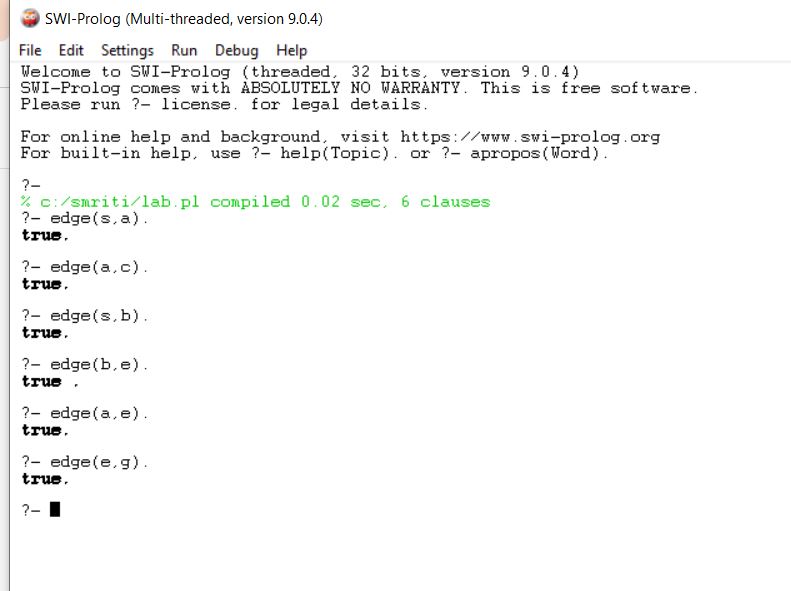 SWI-Prolog (Multi-threaded, version 9.0.4)
File Edit Settings Run Debug Help
Welcome to SWI-Prolog (threaded, 32 bits, version 9.0.4)
SWI-Prolog comes with ABSOLUTELY NO WARRANTY. This is free software.
Please run ?- license. for legal details.
For online help and background, visit https://www.swi-prolog.org
For built-in help, use ?- help(Topic). or ?- apropos(Word).
?-
% c:/smriti/lab.pl compiled 0.02 sec, 6 clauses
?- edge(s,a).
true.
?- edge(a,c).
true.
?- edge(s,b).
true.
?- edge(b,e).
true .
?- edge(a,e).
true.
?- edge(e,g).
true.
?-